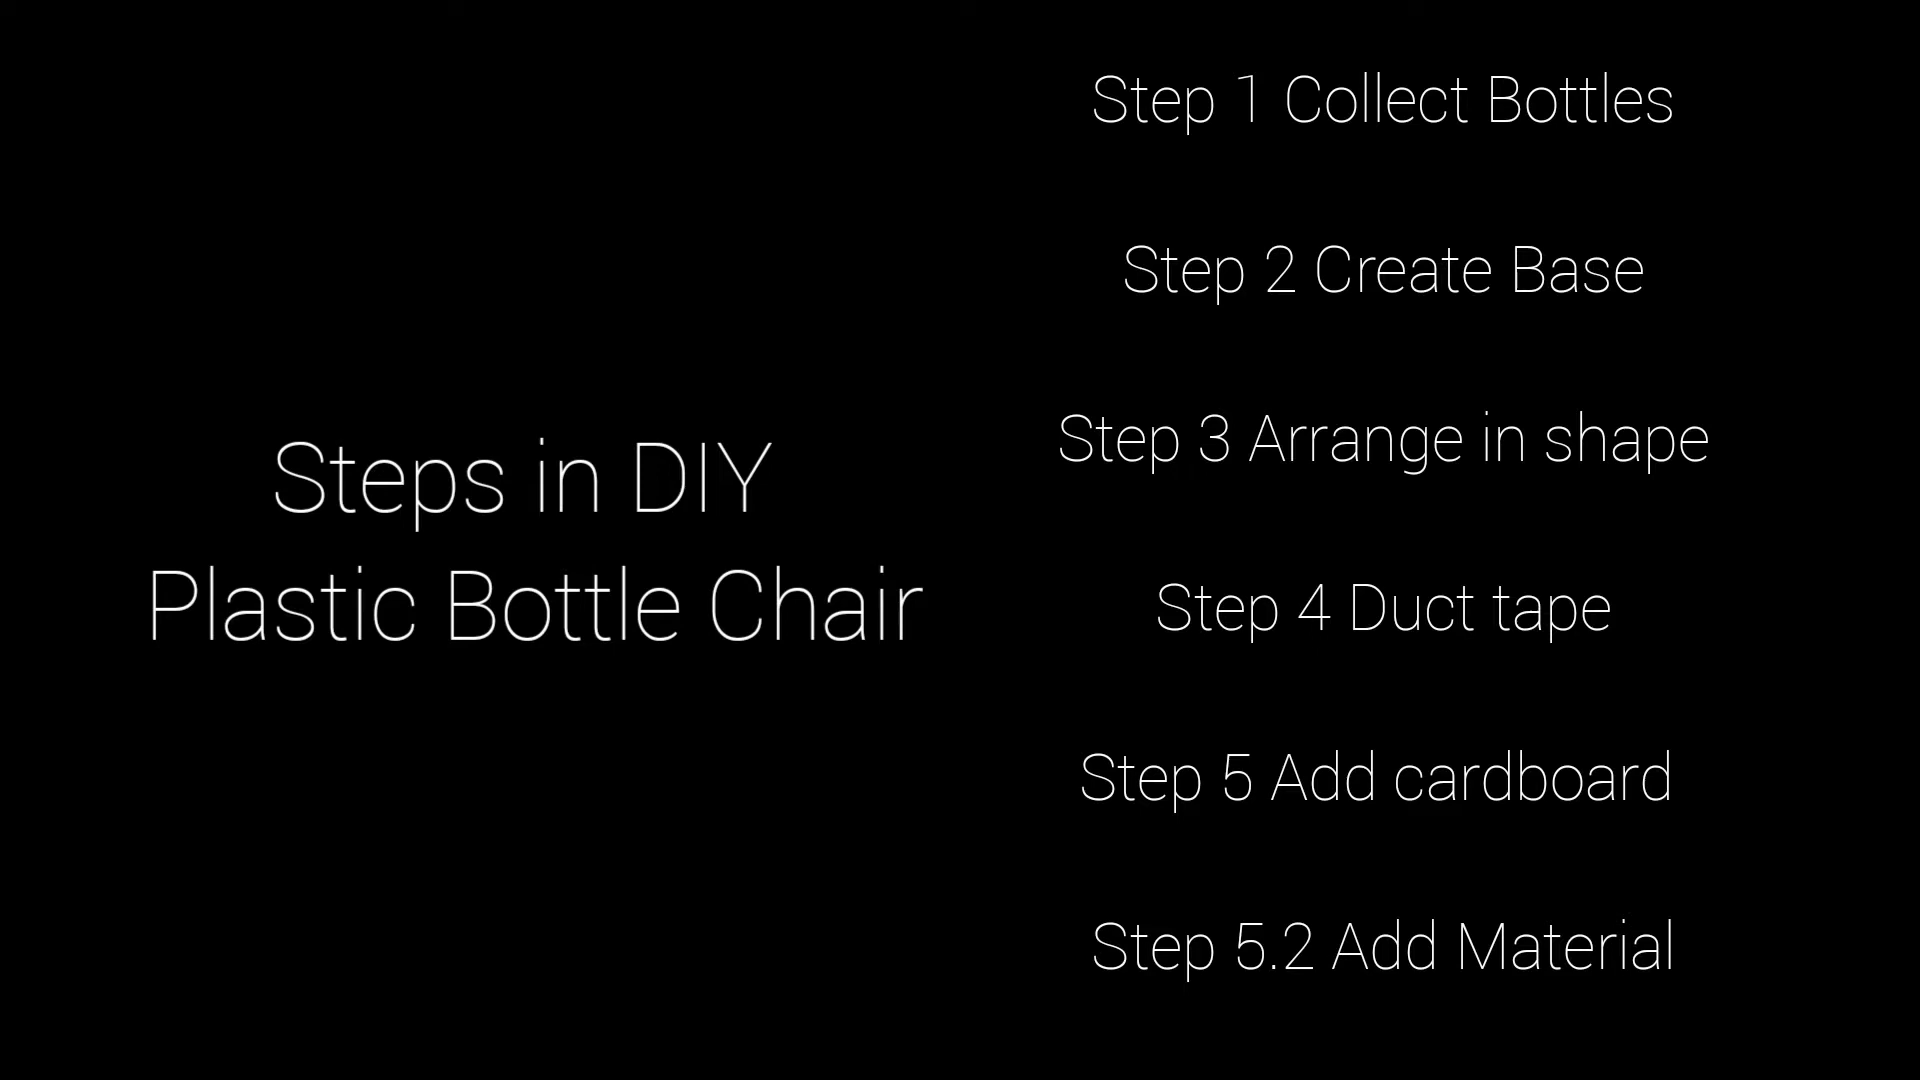 Steps in DIY
Plastic Bottle Chair
Step 1 Collect Bottles
Step 2 Create Base
Step 3 Arrange in shape
Step 4 Duct tape
Step 5 Add cardboard
Step 5.2 Add Material